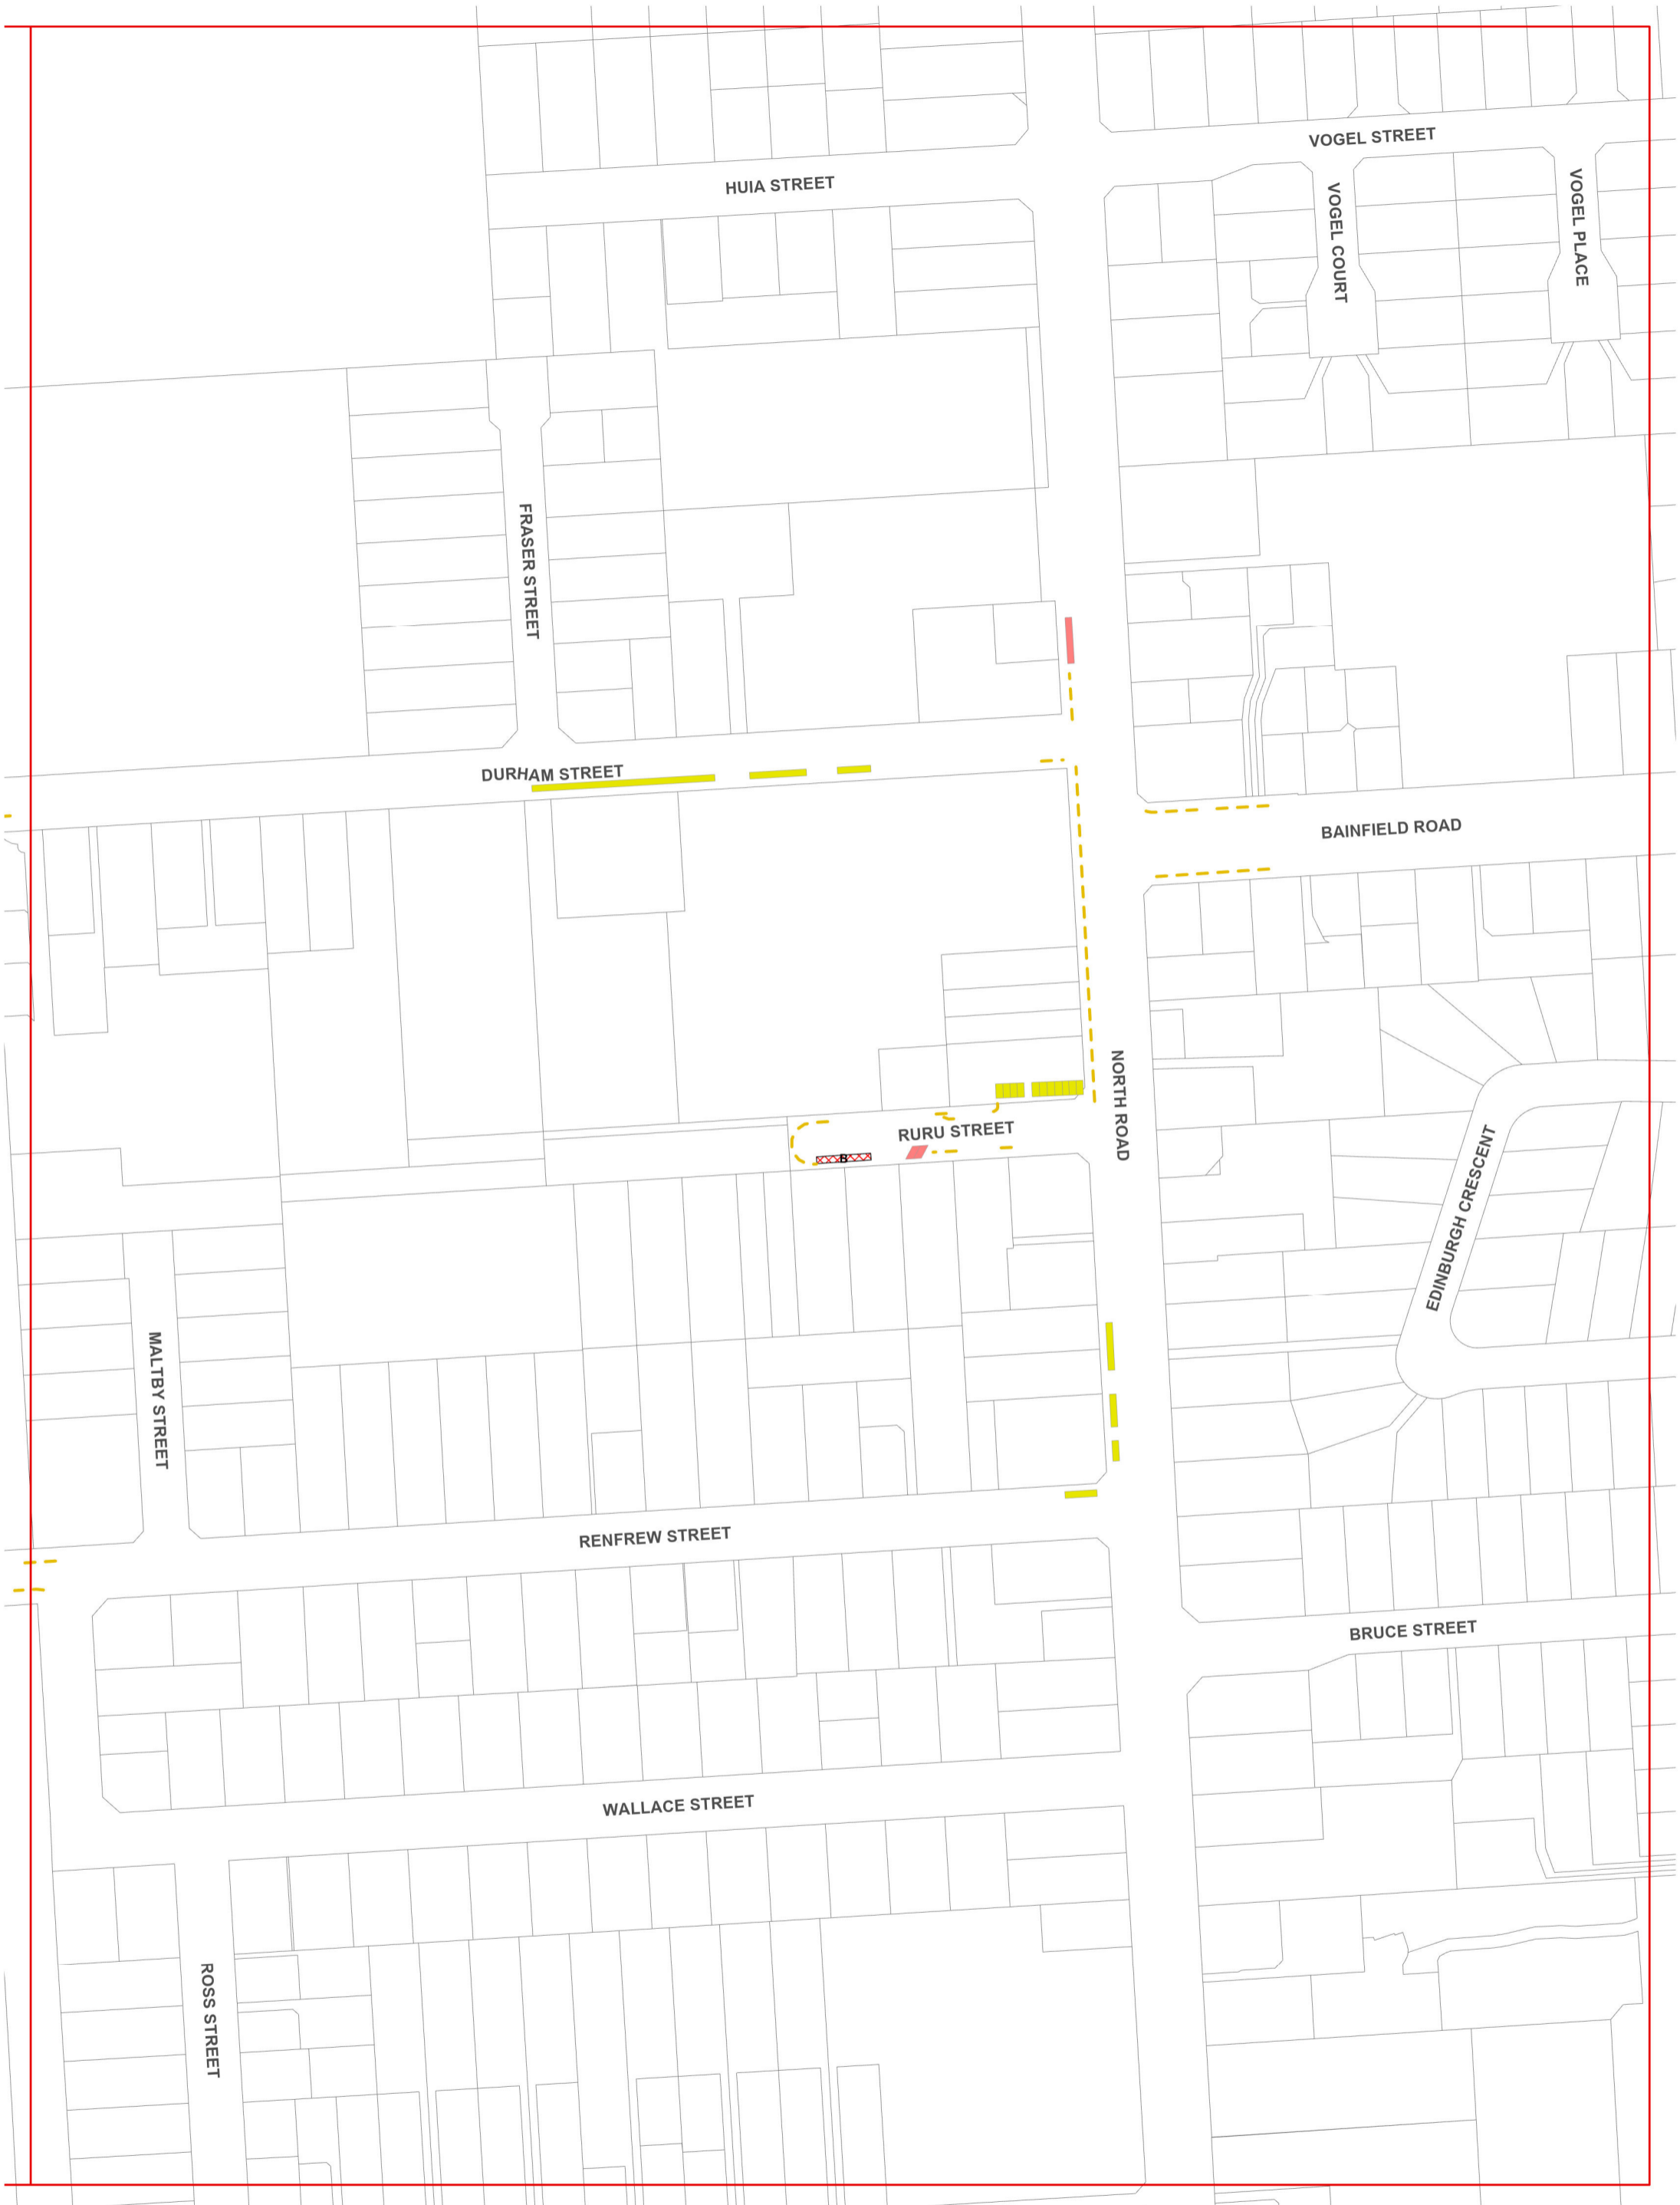 VOGEL STREET
HUIA STREET
VOGEL COURT
VOGEL PLACE
FRASER STREET
DURHAM STREET
BAINFIELD ROAD
NORTH ROAD
RURU STREET
B
EDINBURGH CRESCENT
MALTBY STREET
RENFREW STREET
BRUCE STREET
WALLACE STREET
ROSS STREET